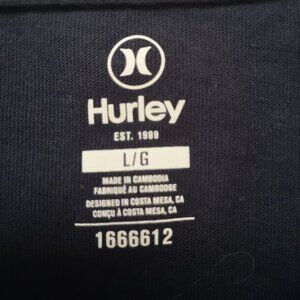 Hurley
EST. 1999
L/G
MADE IN CAMBODIA
FABRIQUÉ AU CAMBODGE
DESIGNED IN COSTA MESA, CA
CONÇU À COSTA MESA, CA
1666612